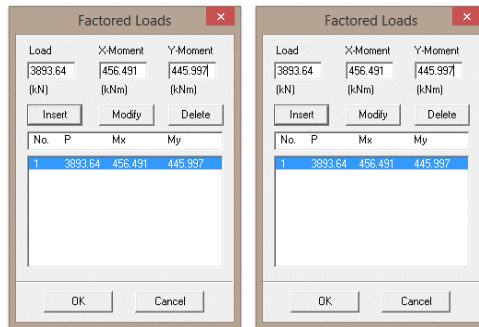 Factored Loads
Load X-Moment Y-Moment
3893.64 456.491 445.997
(kN) (kNm) (kNm)
Insert Modify Delete
No. P Mx My
1 3893.64 456.491 445.997
OK Cancel
Factored Loads
Load X-Moment Y-Moment
3893.64 456.491 445.997
(kN) (kNm) (kNm)
Insert Modify Delete
No. P Mx My
1 3893.64 456.491 445.997
OK Cancel